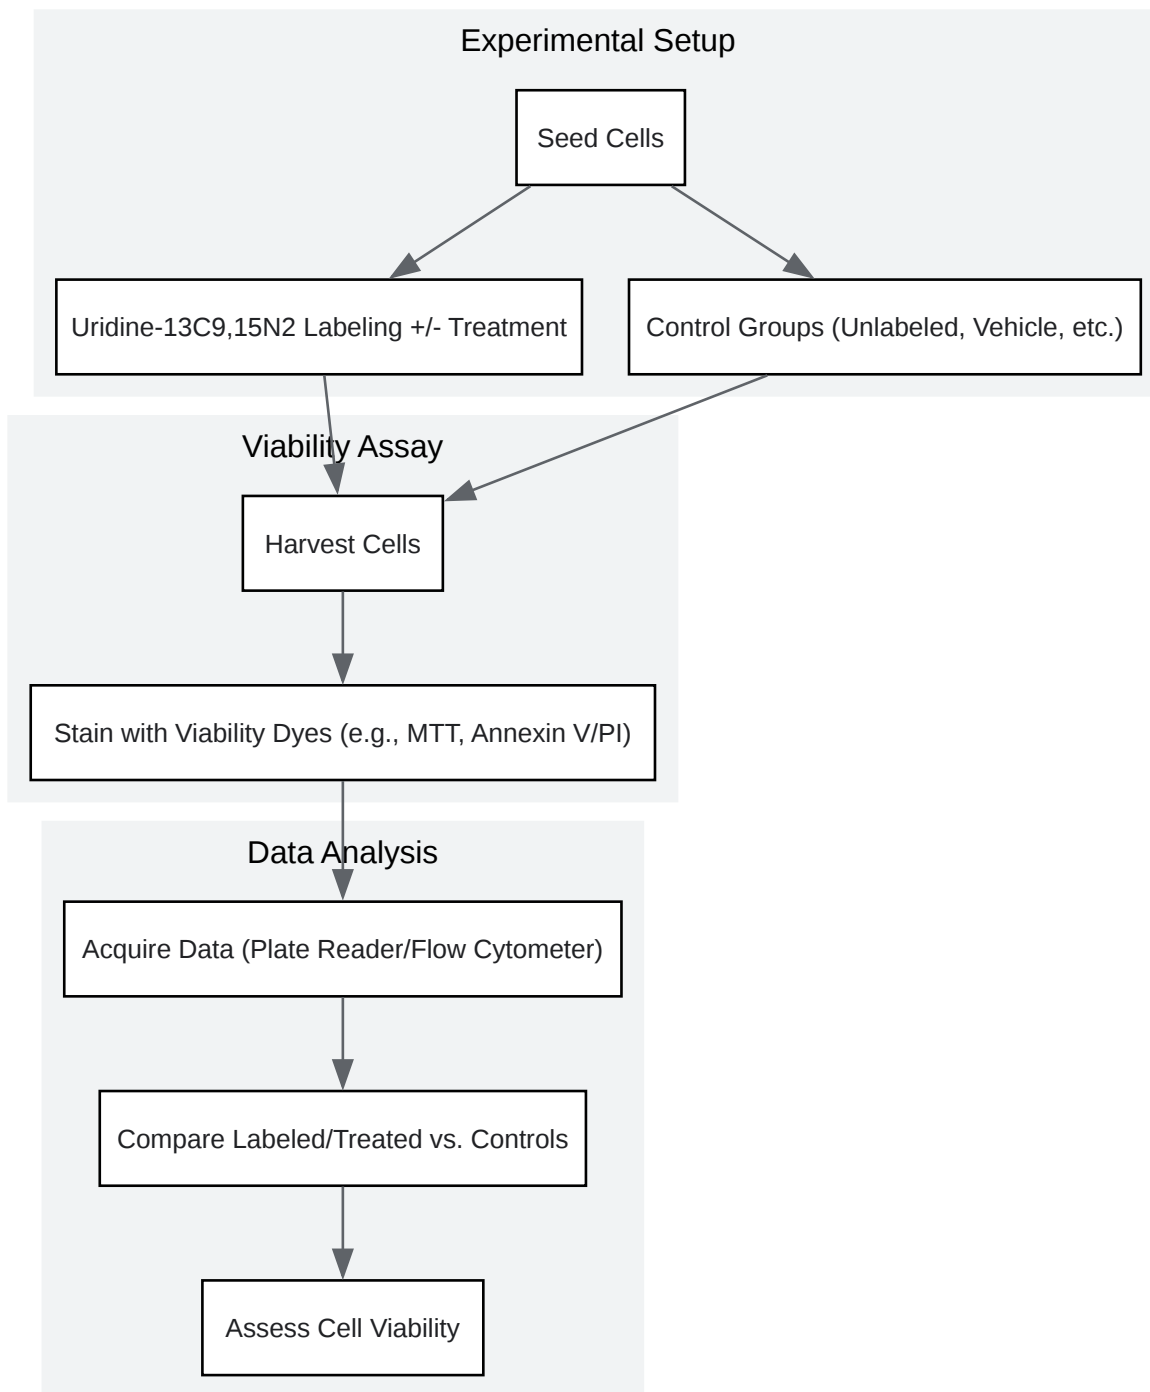 Experimental Setup
Seed Cells
Uridine-13C9,15N2 Labeling +/- Treatment
Control Groups (Unlabeled, Vehicle, etc.)
Viability Assay
Harvest Cells
Stain with Viability Dyes (e.g., MTT, Annexin V/PI)
Data Analysis
Acquire Data (Plate Reader/Flow Cytometer)
Compare Labeled/Treated vs. Controls
Assess Cell Viability